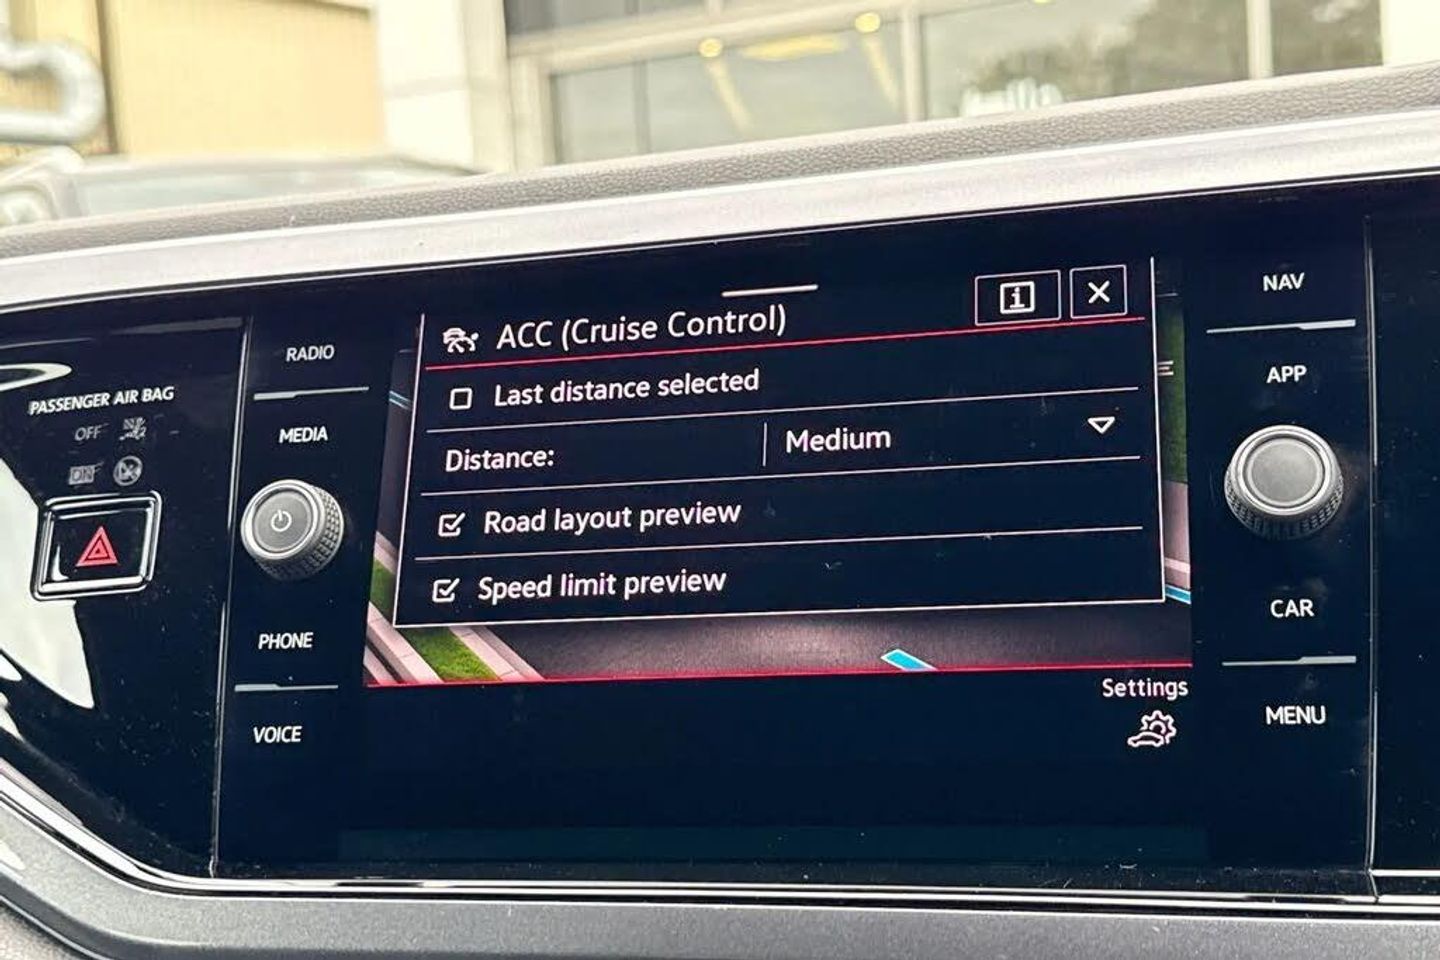 PASSENGER AIR BAG
OFF
ON
RADIO
MEDIA
PHONE
VOICE
ACC (Cruise Control)
i
Last distance selected
Distance:
Medium
Road layout preview
Speed limit preview
Settings
NAV
APP
CAR
MENU